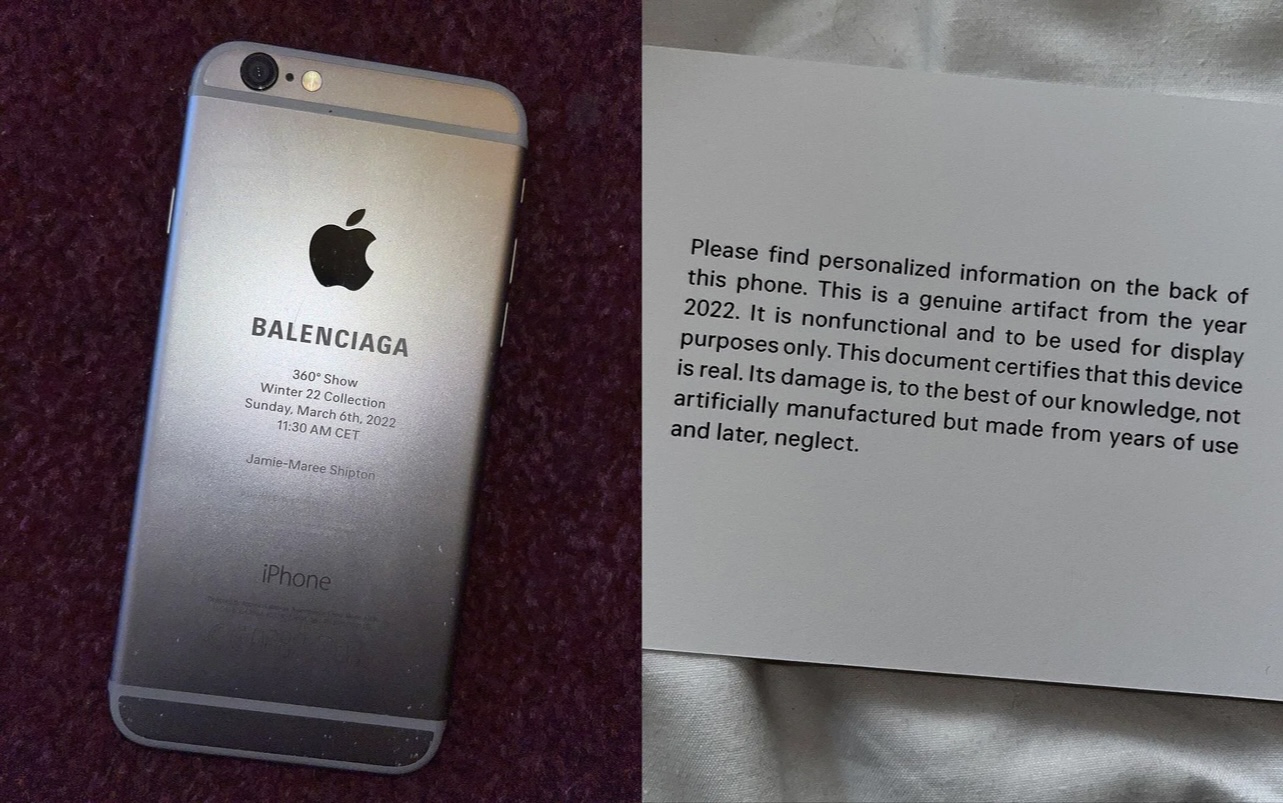 BALENCIAGA
360° Show
Winter 22 Collection
Sunday, March 6th, 2022
11:30 AM CET
Jamie-Maree Shipton
iPhone
Please find personalized information on the back of
this phone. This is a genuine artifact from the year
2022. It is nonfunctional and to be used for display
purposes only. This document certifies that this device
is real. Its damage is, to the best of our knowledge, not
artificially manufactured but made from years of use
and later, neglect.